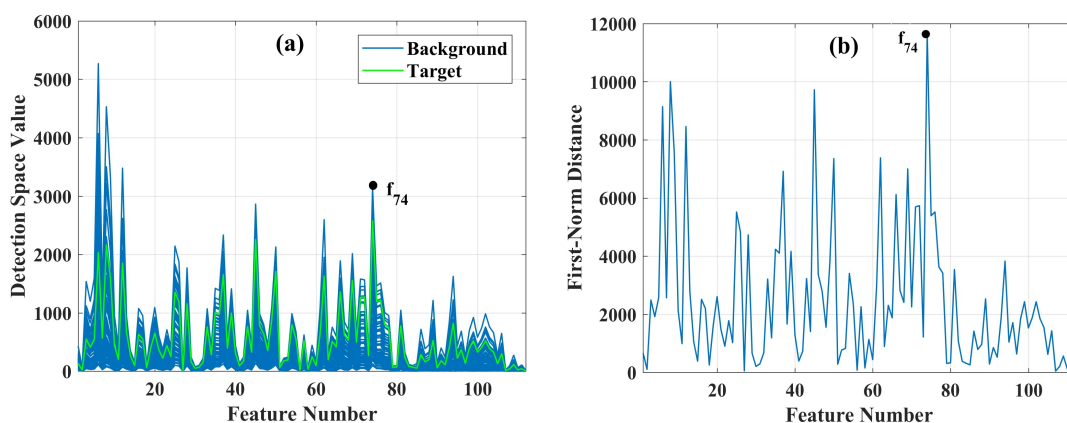 (a)
Background
Target
f74
Detection Space Value
6000
5000
4000
3000
2000
1000
0
20
40
60
80
100
Feature Number
(b)
f74
First-Norm Distance
12000
10000
8000
6000
4000
2000
0
20
40
60
80
100
Feature Number